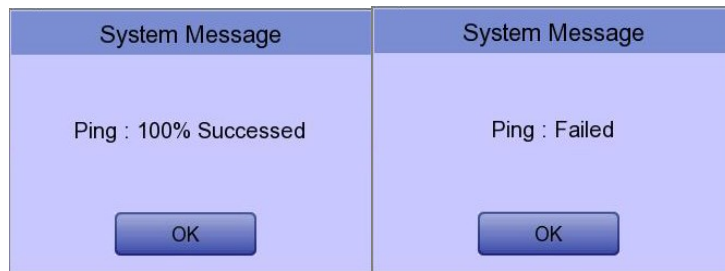 System Message
Ping : 100% Successed
OK
System Message
Ping : Failed
OK